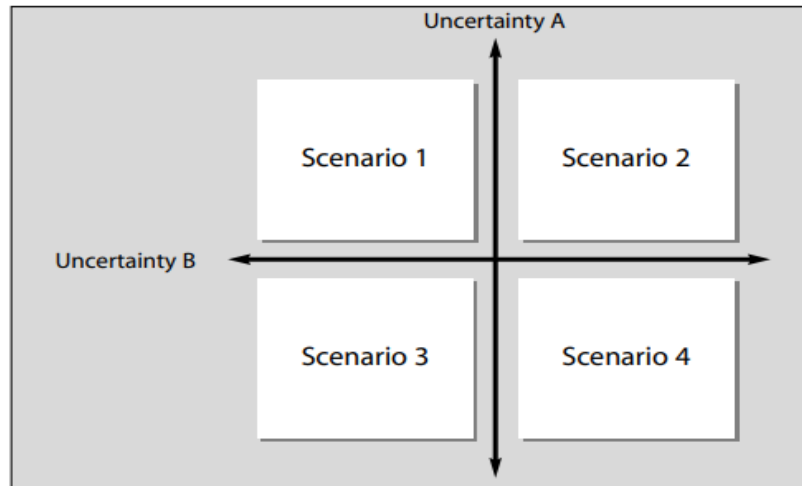 Uncertainty A
Scenario 1
Scenario 2
Uncertainty B
Scenario 3
Scenario 4